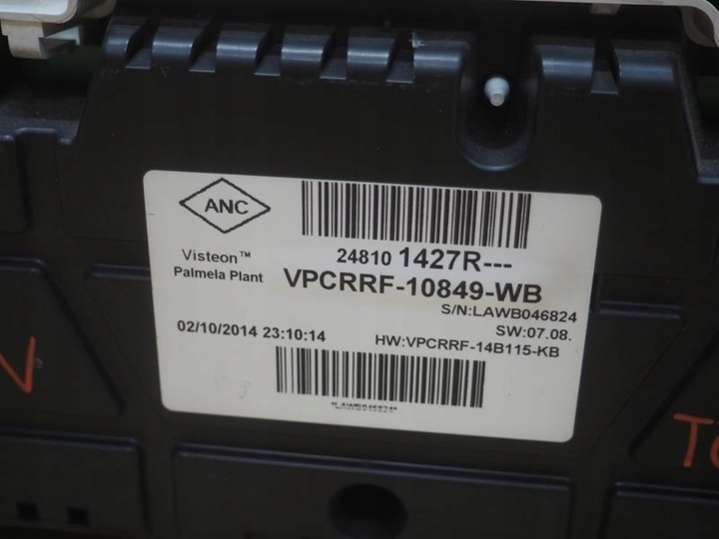 ANC
Visteon™
Palmela Plant
24810 1427R---
VPCRRF-10849-WB
S/N:LAWB046824
SW:07.08.
02/10/2014 23:10:14
HW:VPCRRF-14B115-KB